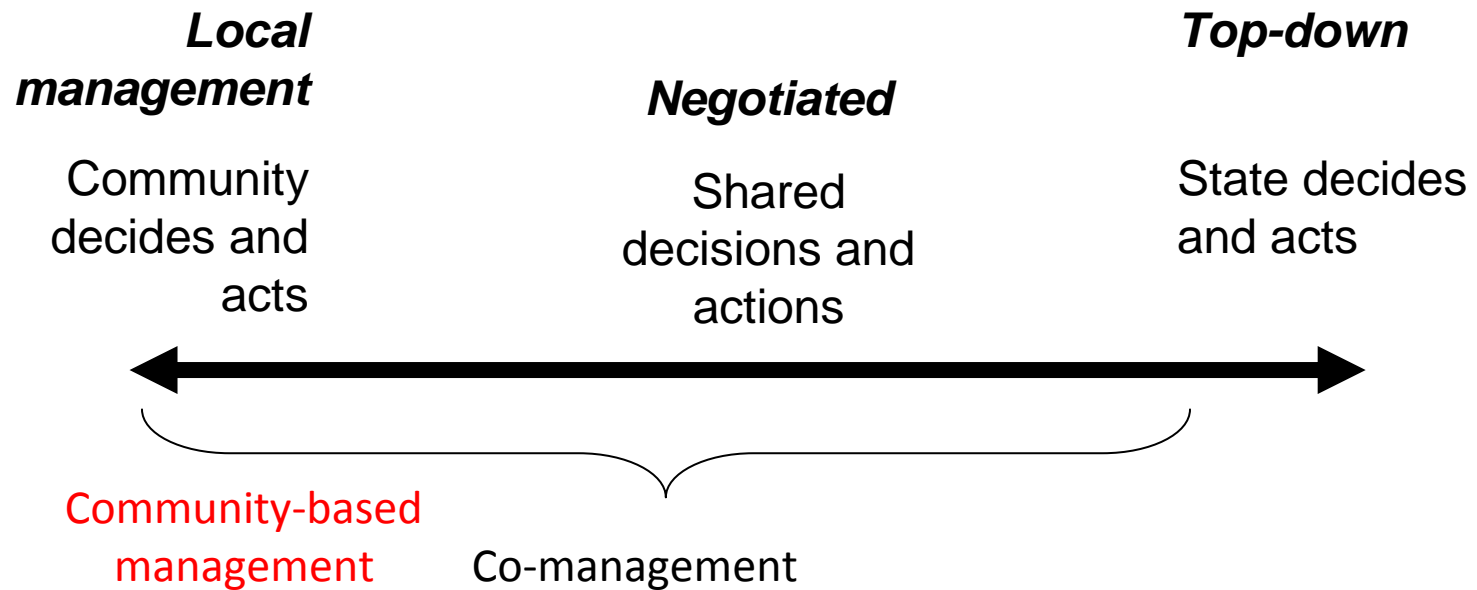 Local
management
Community
decides and
acts
Negotiated
Shared
decisions and
actions
Top-down
State decides
and acts
Community-based
management
Co-management